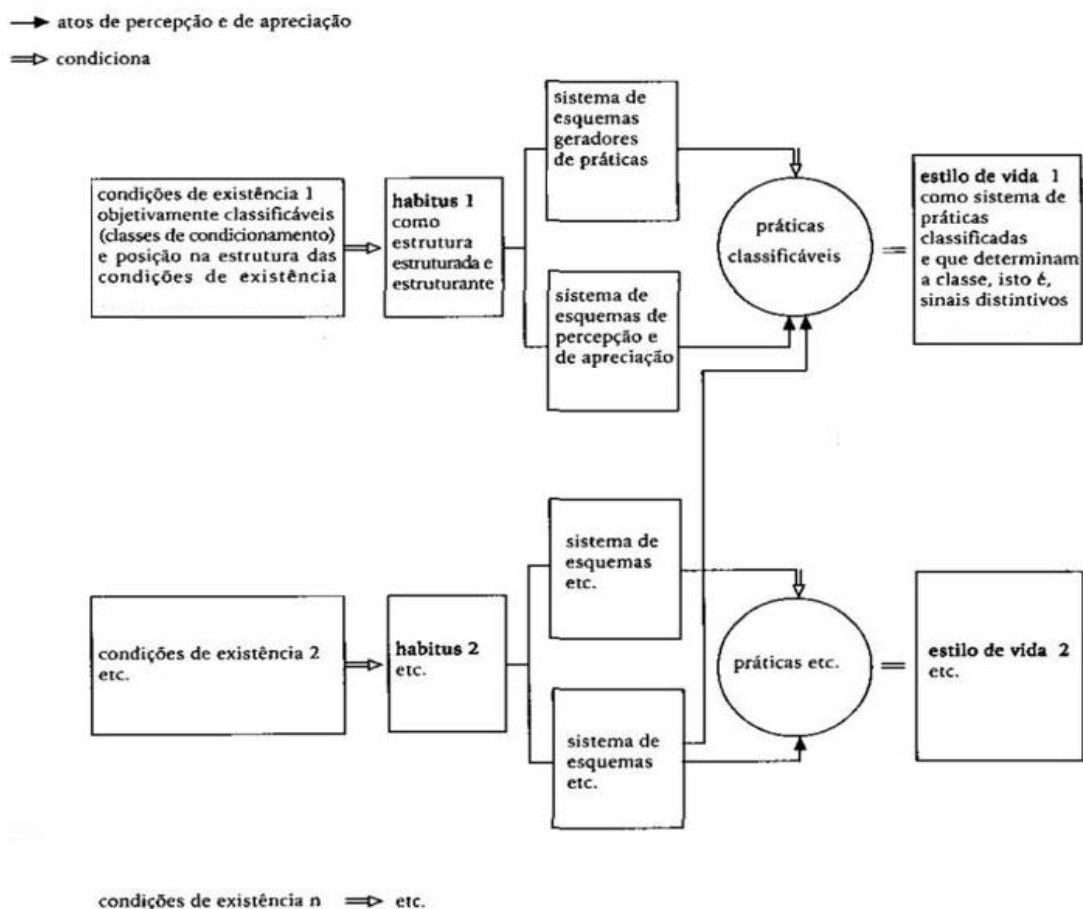 atos de percepção e de apreciação
condiciona
condições de existência 1
objetivamente classificáveis
(classes de condicionamento)
e posição na estrutura das
condições de existência
habitus 1
como
estrutura
estruturada e
estruturante
sistema de
esquemas
geradores
de práticas
sistema de
esquemas de
percepção e
de apreciação
práticas
classificáveis
estilo de vida 1
como sistema de
práticas
classificadas
e que determinam
a classe, isto é,
sinais distintivos
condições de existência 2
etc.
habitus 2
etc.
sistema de
esquemas
etc.
sistema de
esquemas
etc.
práticas etc.
estilo de vida 2
etc.
condições de existência n
etc.